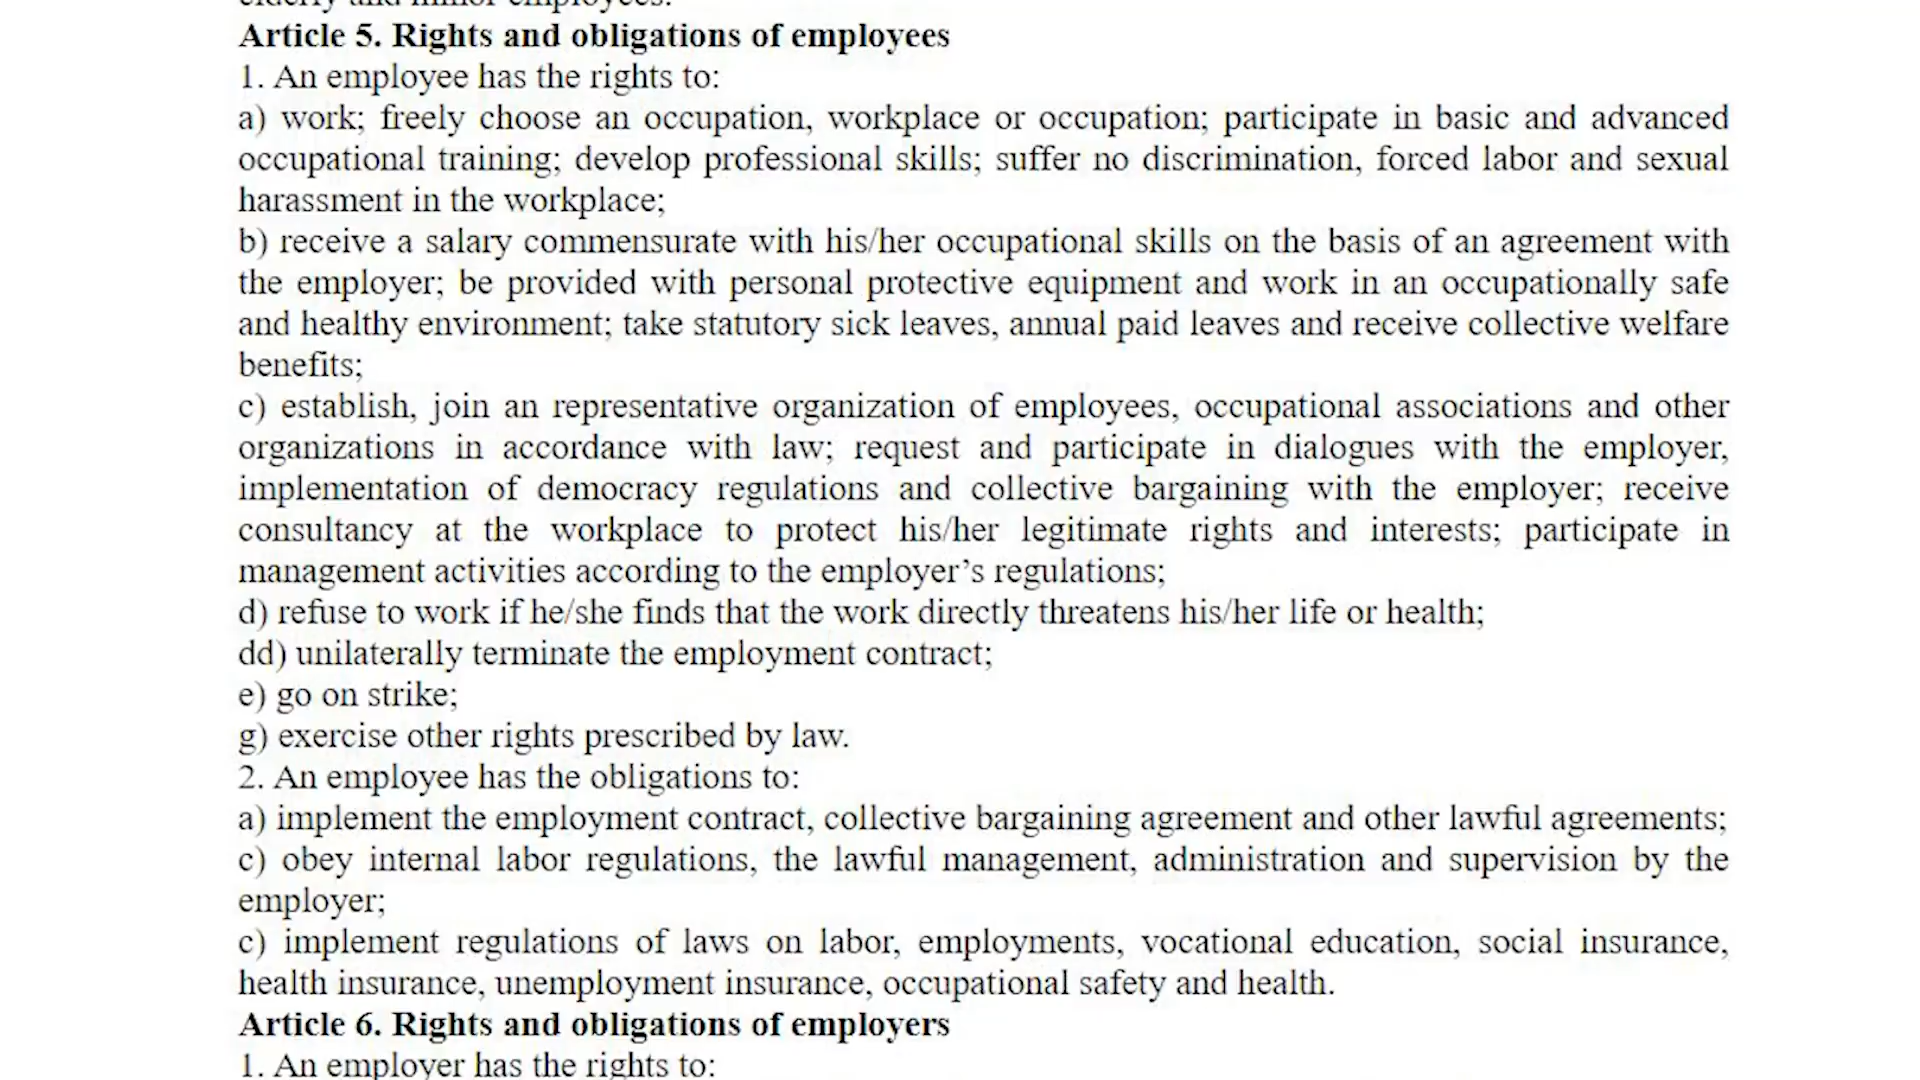 elderly and minor employees.
Article 5. Rights and obligations of employees
1. An employee has the rights to:
a) work; freely choose an occupation, workplace or occupation; participate in basic and advanced
occupational training; develop professional skills; suffer no discrimination, forced labor and sexual
harassment in the workplace;
b) receive a salary commensurate with his/her occupational skills on the basis of an agreement with
the employer; be provided with personal protective equipment and work in an occupationally safe
and healthy environment; take statutory sick leaves, annual paid leaves and receive collective welfare
benefits;
c) establish, join an representative organization of employees, occupational associations and other
organizations in accordance with law; request and participate in dialogues with the employer,
implementation of democracy regulations and collective bargaining with the employer; receive
consultancy at the workplace to protect his/her legitimate rights and interests; participate in
management activities according to the employer’s regulations;
d) refuse to work if he/she finds that the work directly threatens his/her life or health;
dd) unilaterally terminate the employment contract;
e) go on strike;
g) exercise other rights prescribed by law.
2. An employee has the obligations to:
a) implement the employment contract, collective bargaining agreement and other lawful agreements;
c) obey internal labor regulations, the lawful management, administration and supervision by the
employer;
c) implement regulations of laws on labor, employments, vocational education, social insurance,
health insurance, unemployment insurance, occupational safety and health.
Article 6. Rights and obligations of employers
1. An employer has the rights to: